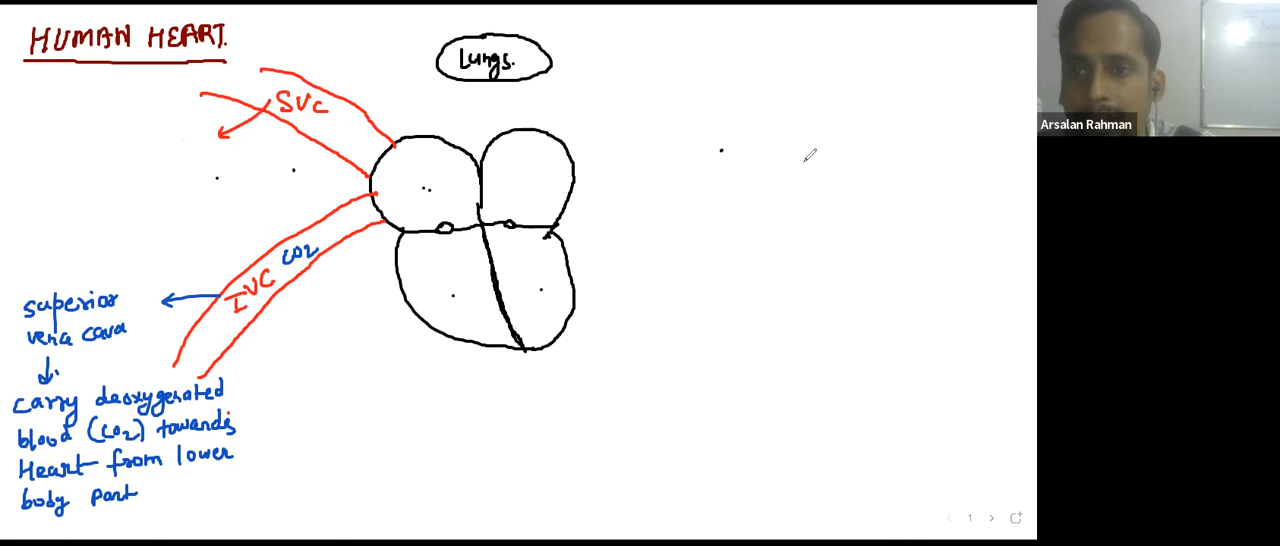 HUMAN HEART.
Lungs.
SVC
CO2
IVC
superior
vena cava
carry deoxygenated
blood (CO2) towards
Heart from lower
body part
Arsalan Rahman
1